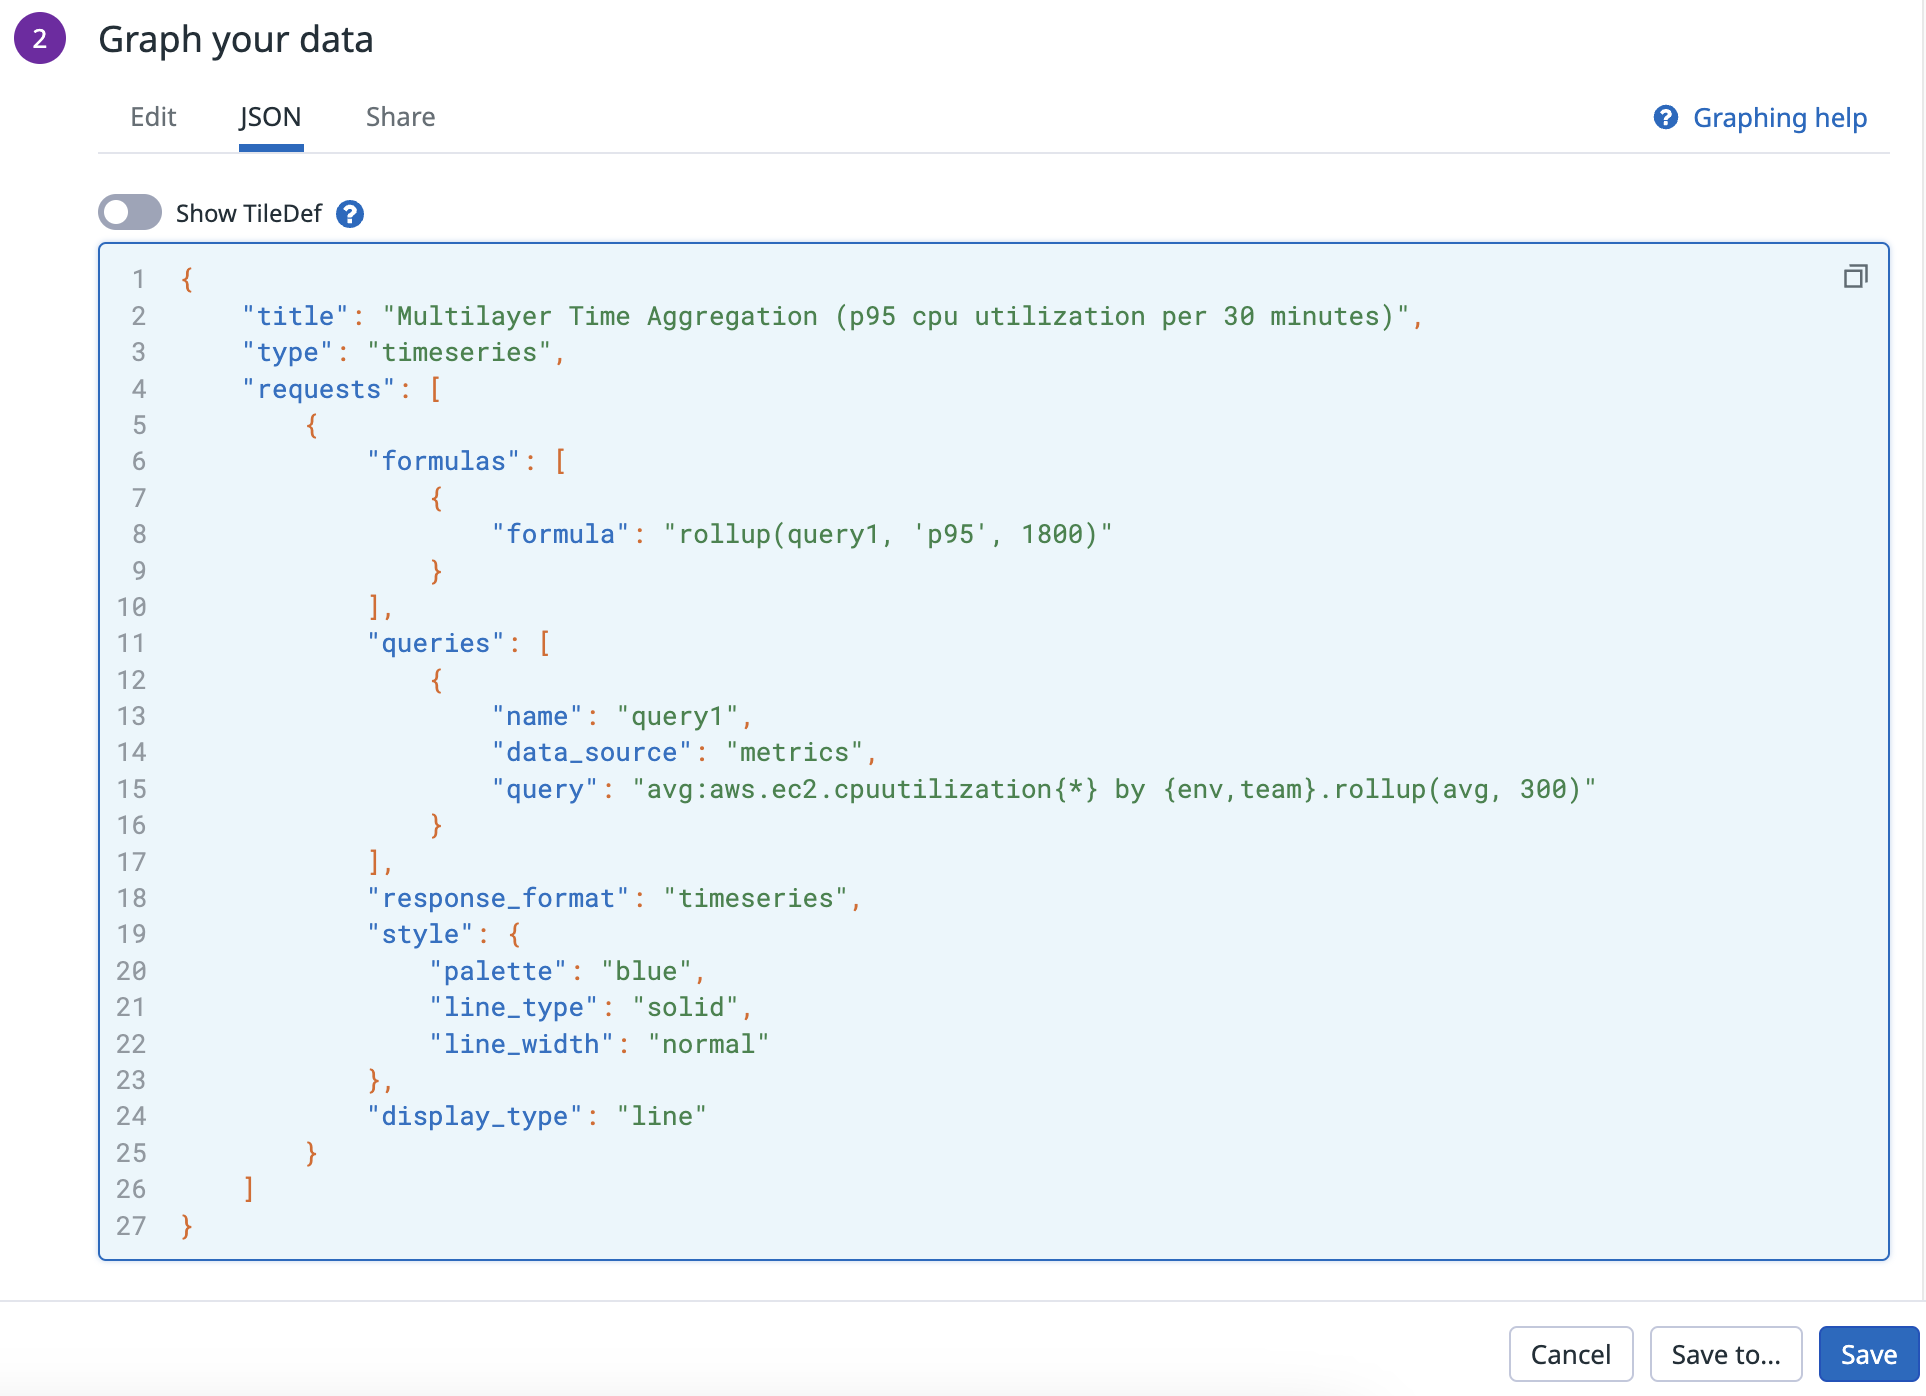 2 Graph your data
Edit JSON Share ? Graphing help
Show TileDef ?
1 {
2     "title": "Multilayer Time Aggregation (p95 cpu utilization per 30 minutes)",
3     "type": "timeseries",
4     "requests": [
5         {
6             "formulas": [
7                 {
8                     "formula": "rollup(query1, 'p95', 1800)"
9                 }
10             ],
11             "queries": [
12                 {
13                     "name": "query1",
14                     "data_source": "metrics",
15                     "query": "avg:aws.ec2.cpuutilization{*} by {env,team}.rollup(avg, 300)"
16                 }
17             ],
18             "response_format": "timeseries",
19             "style": {
20                 "palette": "blue",
21                 "line_type": "solid",
22                 "line_width": "normal"
23             },
24             "display_type": "line"
25         }
26     ]
27 }
Cancel Save to... Save